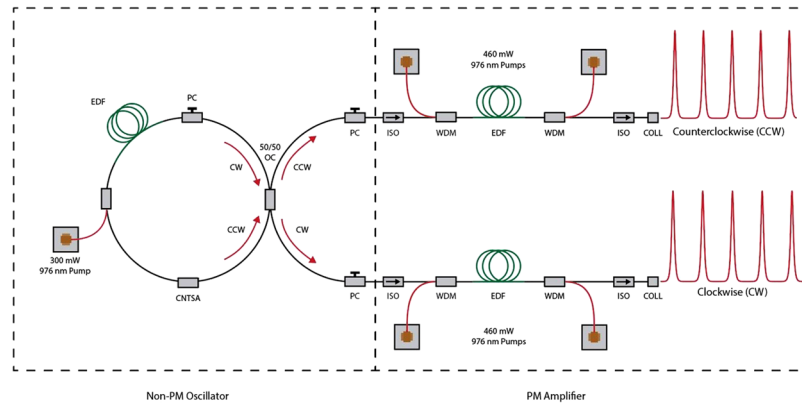 460 mW
976 nm Pumps
EDF
PC
50/50
OC
CW
CCW
PC
ISO
WDM
EDF
WDM
ISO
COLL
Counterclockwise (CCW)
CCW
CW
300 mW
976 nm Pump
CNTSA
PC
ISO
WDM
EDF
WDM
ISO
COLL
Clockwise (CW)
460 mW
976 nm Pumps
Non-PM Oscillator
PM Amplifier